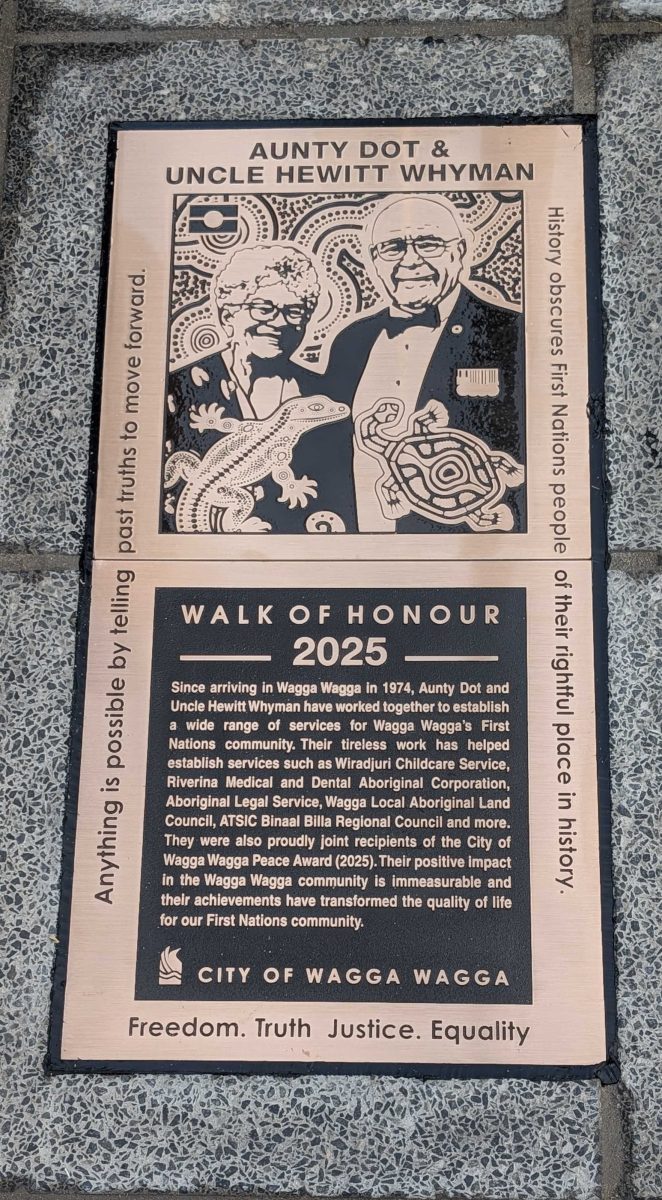 AUNTY DOT &
UNCLE HEWITT WHYMAN
Anything is possible by telling past truths to move forward.
History obscures First Nations people of their rightful place in history.
WALK OF HONOUR
2025
Since arriving in Wagga Wagga in 1974, Aunty Dot and
Uncle Hewitt Whyman have worked together to establish
a wide range of services for Wagga Wagga's First
Nations community. Their tireless work has helped
establish services such as Wiradjuri Childcare Service,
Riverina Medical and Dental Aboriginal Corporation,
Aboriginal Legal Service, Wagga Local Aboriginal Land
Council, ATSIC Binaal Billa Regional Council and more.
They were also proudly joint recipients of the City of
Wagga Wagga Peace Award (2025). Their positive impact
in the Wagga Wagga community is immeasurable and
their achievements have transformed the quality of life
for our First Nations community.
CITY OF WAGGA WAGGA
Freedom. Truth Justice. Equality